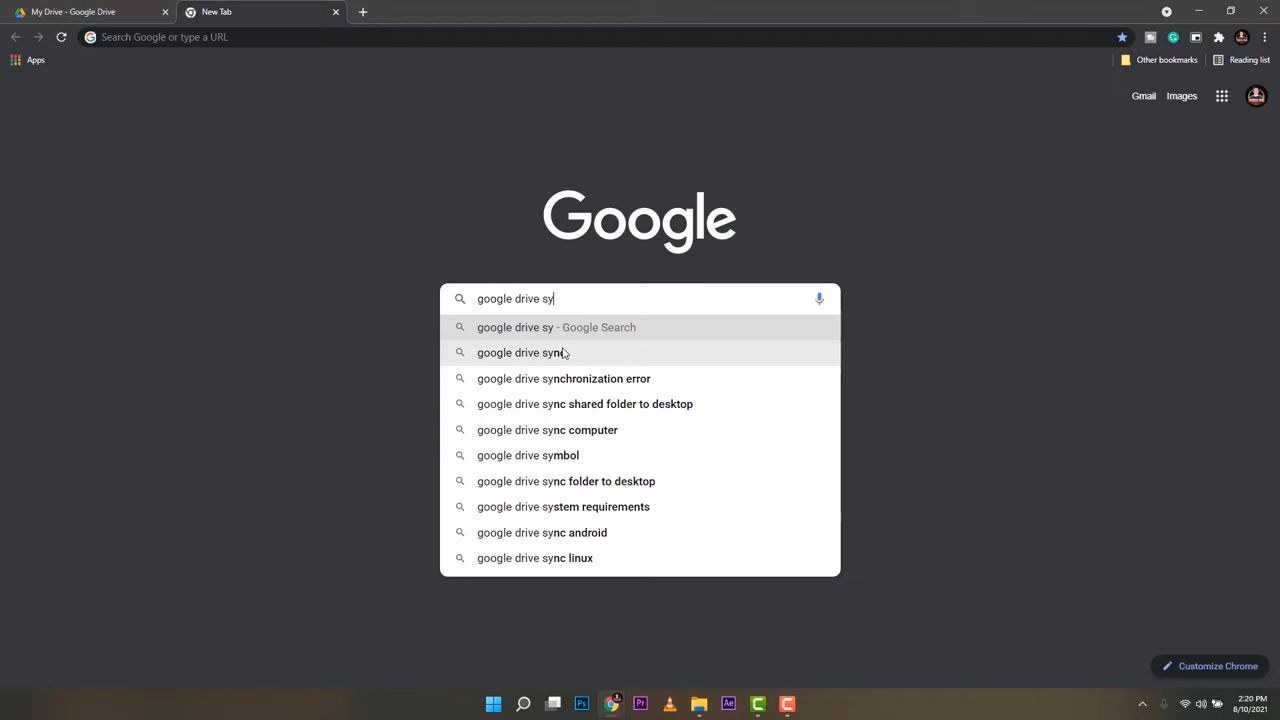 My Drive - Google Drive
New Tab
Search Google or type a URL
Apps
Other bookmarks
Reading list
Gmail
Images
Google
google drive sy
google drive sy - Google Search
google drive sync
google drive synchronization error
google drive sync shared folder to desktop
google drive sync computer
google drive symbol
google drive sync folder to desktop
google drive system requirements
google drive sync android
google drive sync linux
Customize Chrome
Ps
Pr
Ae
2:20 PM
8/10/2021